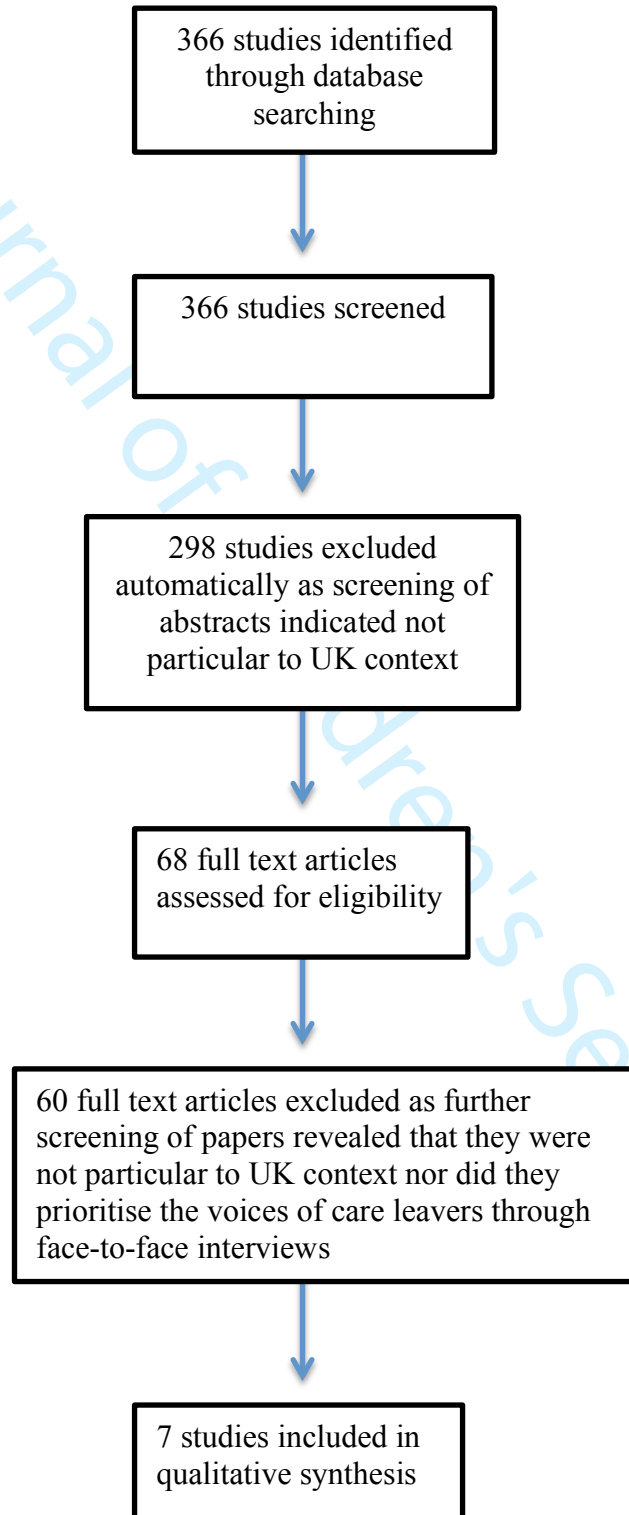 366 studies identified
through database
searching
366 studies screened
298 studies excluded
automatically as screening of
abstracts indicated not
particular to UK context
68 full text articles
assessed for eligibility
60 full text articles excluded as further
screening of papers revealed that they were
not particular to UK context nor did they
prioritise the voices of care leavers through
face-to-face interviews
7 studies included in
qualitative synthesis